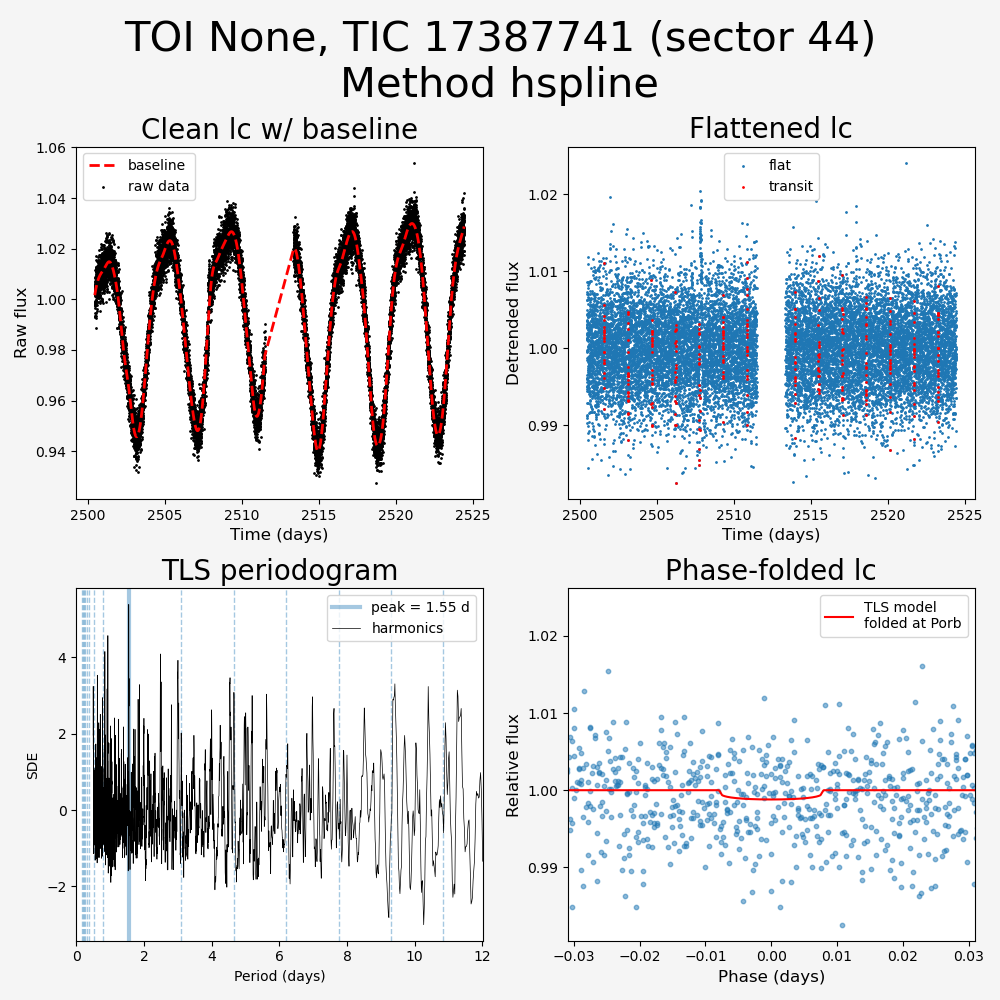 TOI None, TIC 17387741 (sector 44)
Method hspline
Clean lc w/ baseline
baseline
raw data
Raw flux
1.06
1.04
1.02
1.00
0.98
0.96
0.94
2500 2505 2510 2515 2520 2525
Time (days)
Flattened lc
flat
transit
Detrended flux
1.02
1.01
1.00
0.99
2500 2505 2510 2515 2520 2525
Time (days)
TLS periodogram
peak = 1.55 d
harmonics
SDE
4
2
0
−2
0 2 4 6 8 10 12
Period (days)
Phase-folded lc
TLS model
folded at Porb
Relative flux
1.02
1.01
1.00
0.99
−0.03 −0.02 −0.01 0.00 0.01 0.02 0.03
Phase (days)